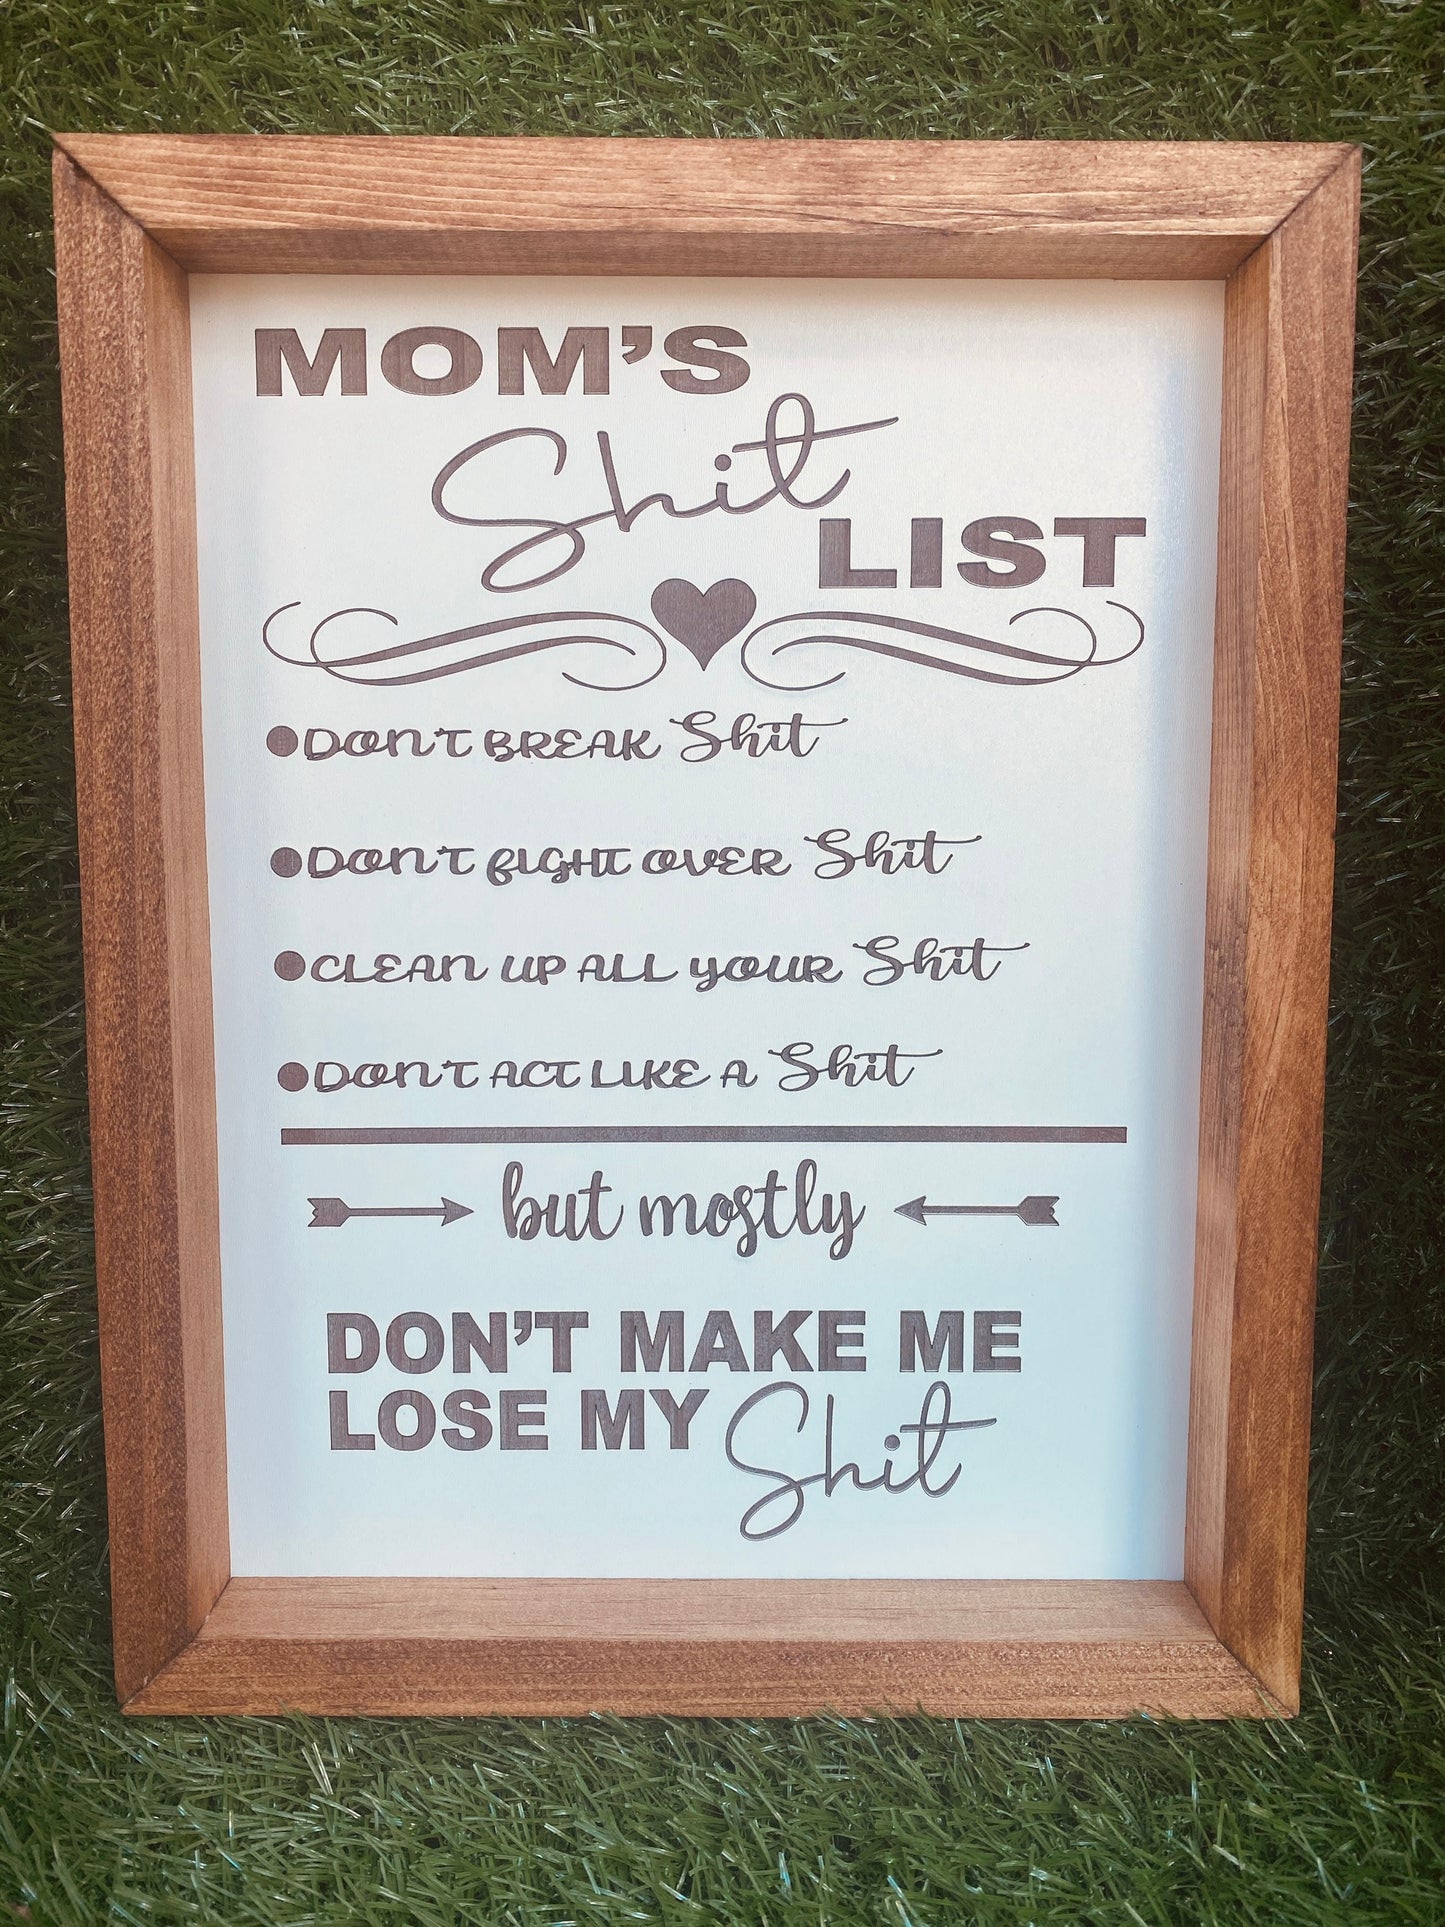 MOM'S
Shit
LIST
●DON'T BREAK Shit
●DON'T FIGHT OVER Shit
●CLEAN UP ALL YOUR Shit
●DON'T ACT LIKE A Shit
but mostly
DON'T MAKE ME
LOSE MY Shit